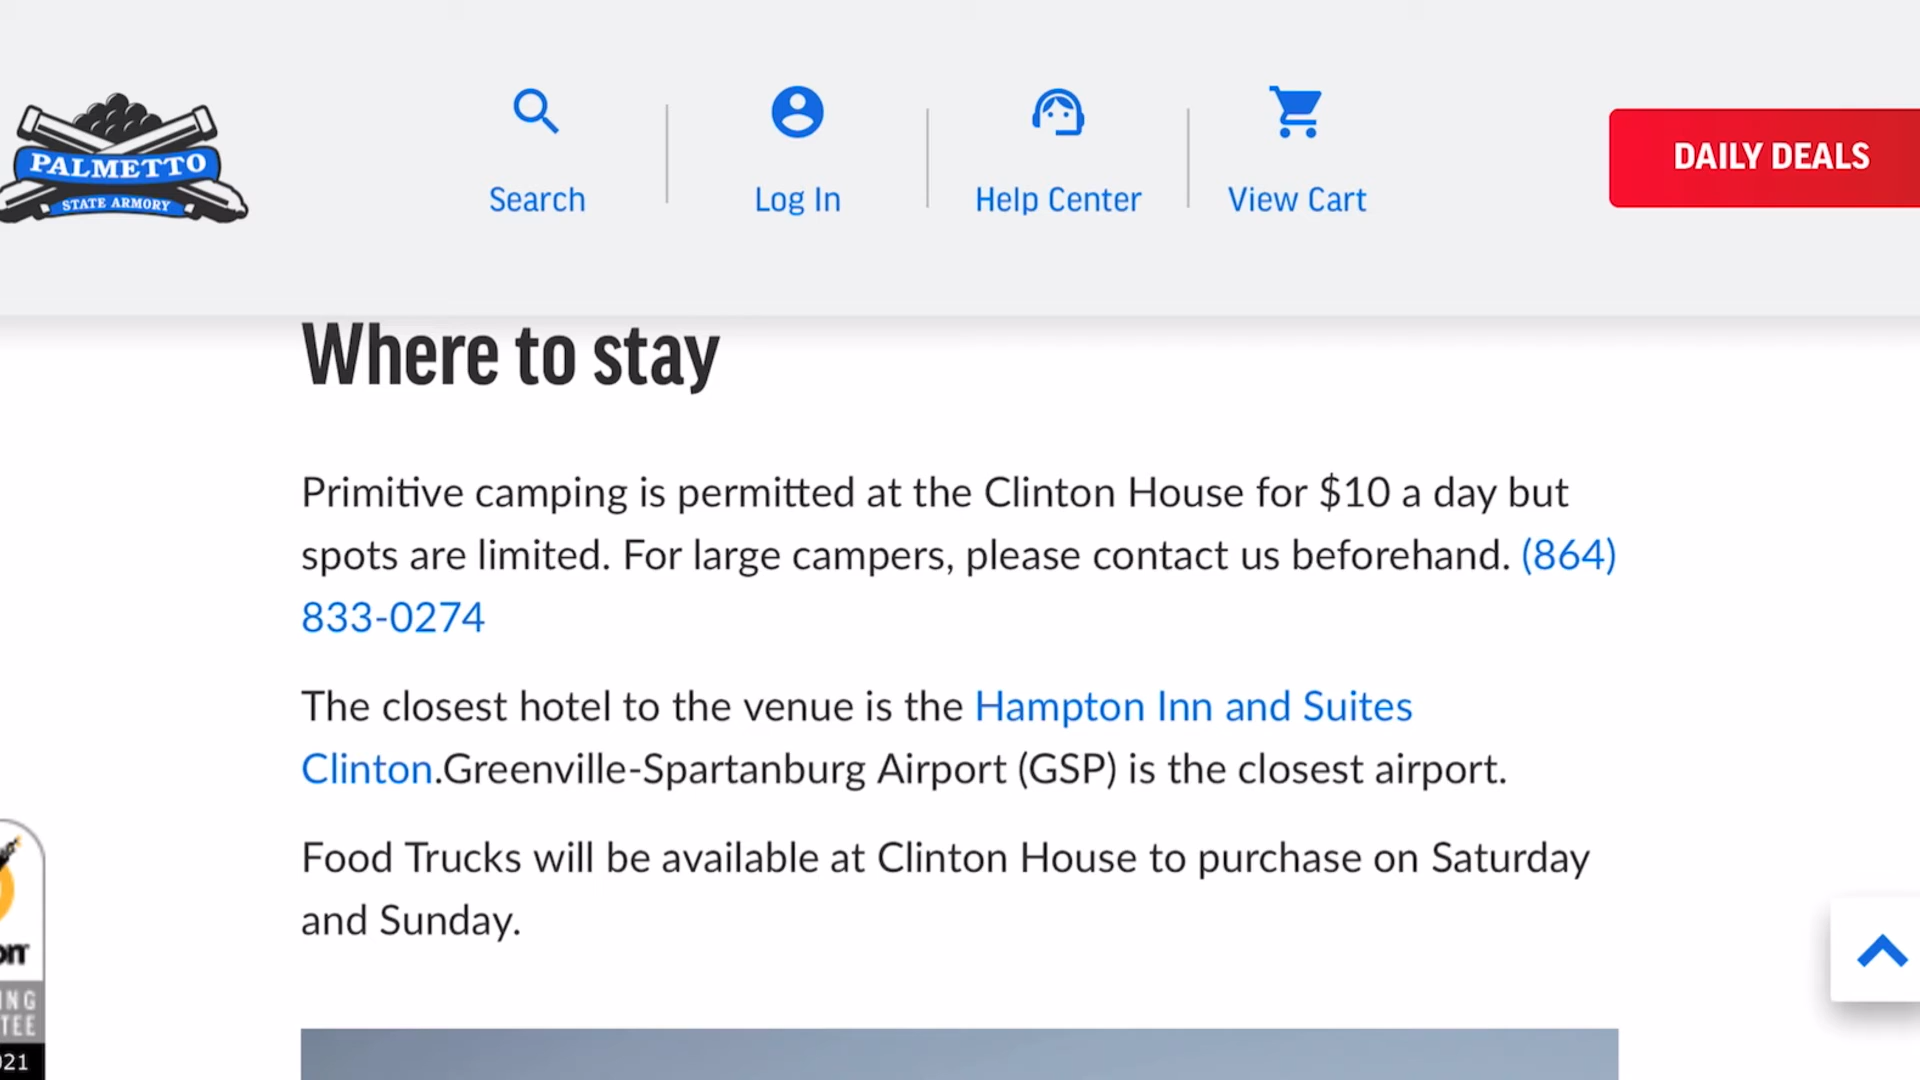 PALMETTO
STATE ARMORY
Search
Log In
Help Center
View Cart
DAILY DEALS
Where to stay
Primitive camping is permitted at the Clinton House for $10 a day but
spots are limited. For large campers, please contact us beforehand. (864)
833-0274
The closest hotel to the venue is the Hampton Inn and Suites
Clinton.Greenville-Spartanburg Airport (GSP) is the closest airport.
Food Trucks will be available at Clinton House to purchase on Saturday
and Sunday.